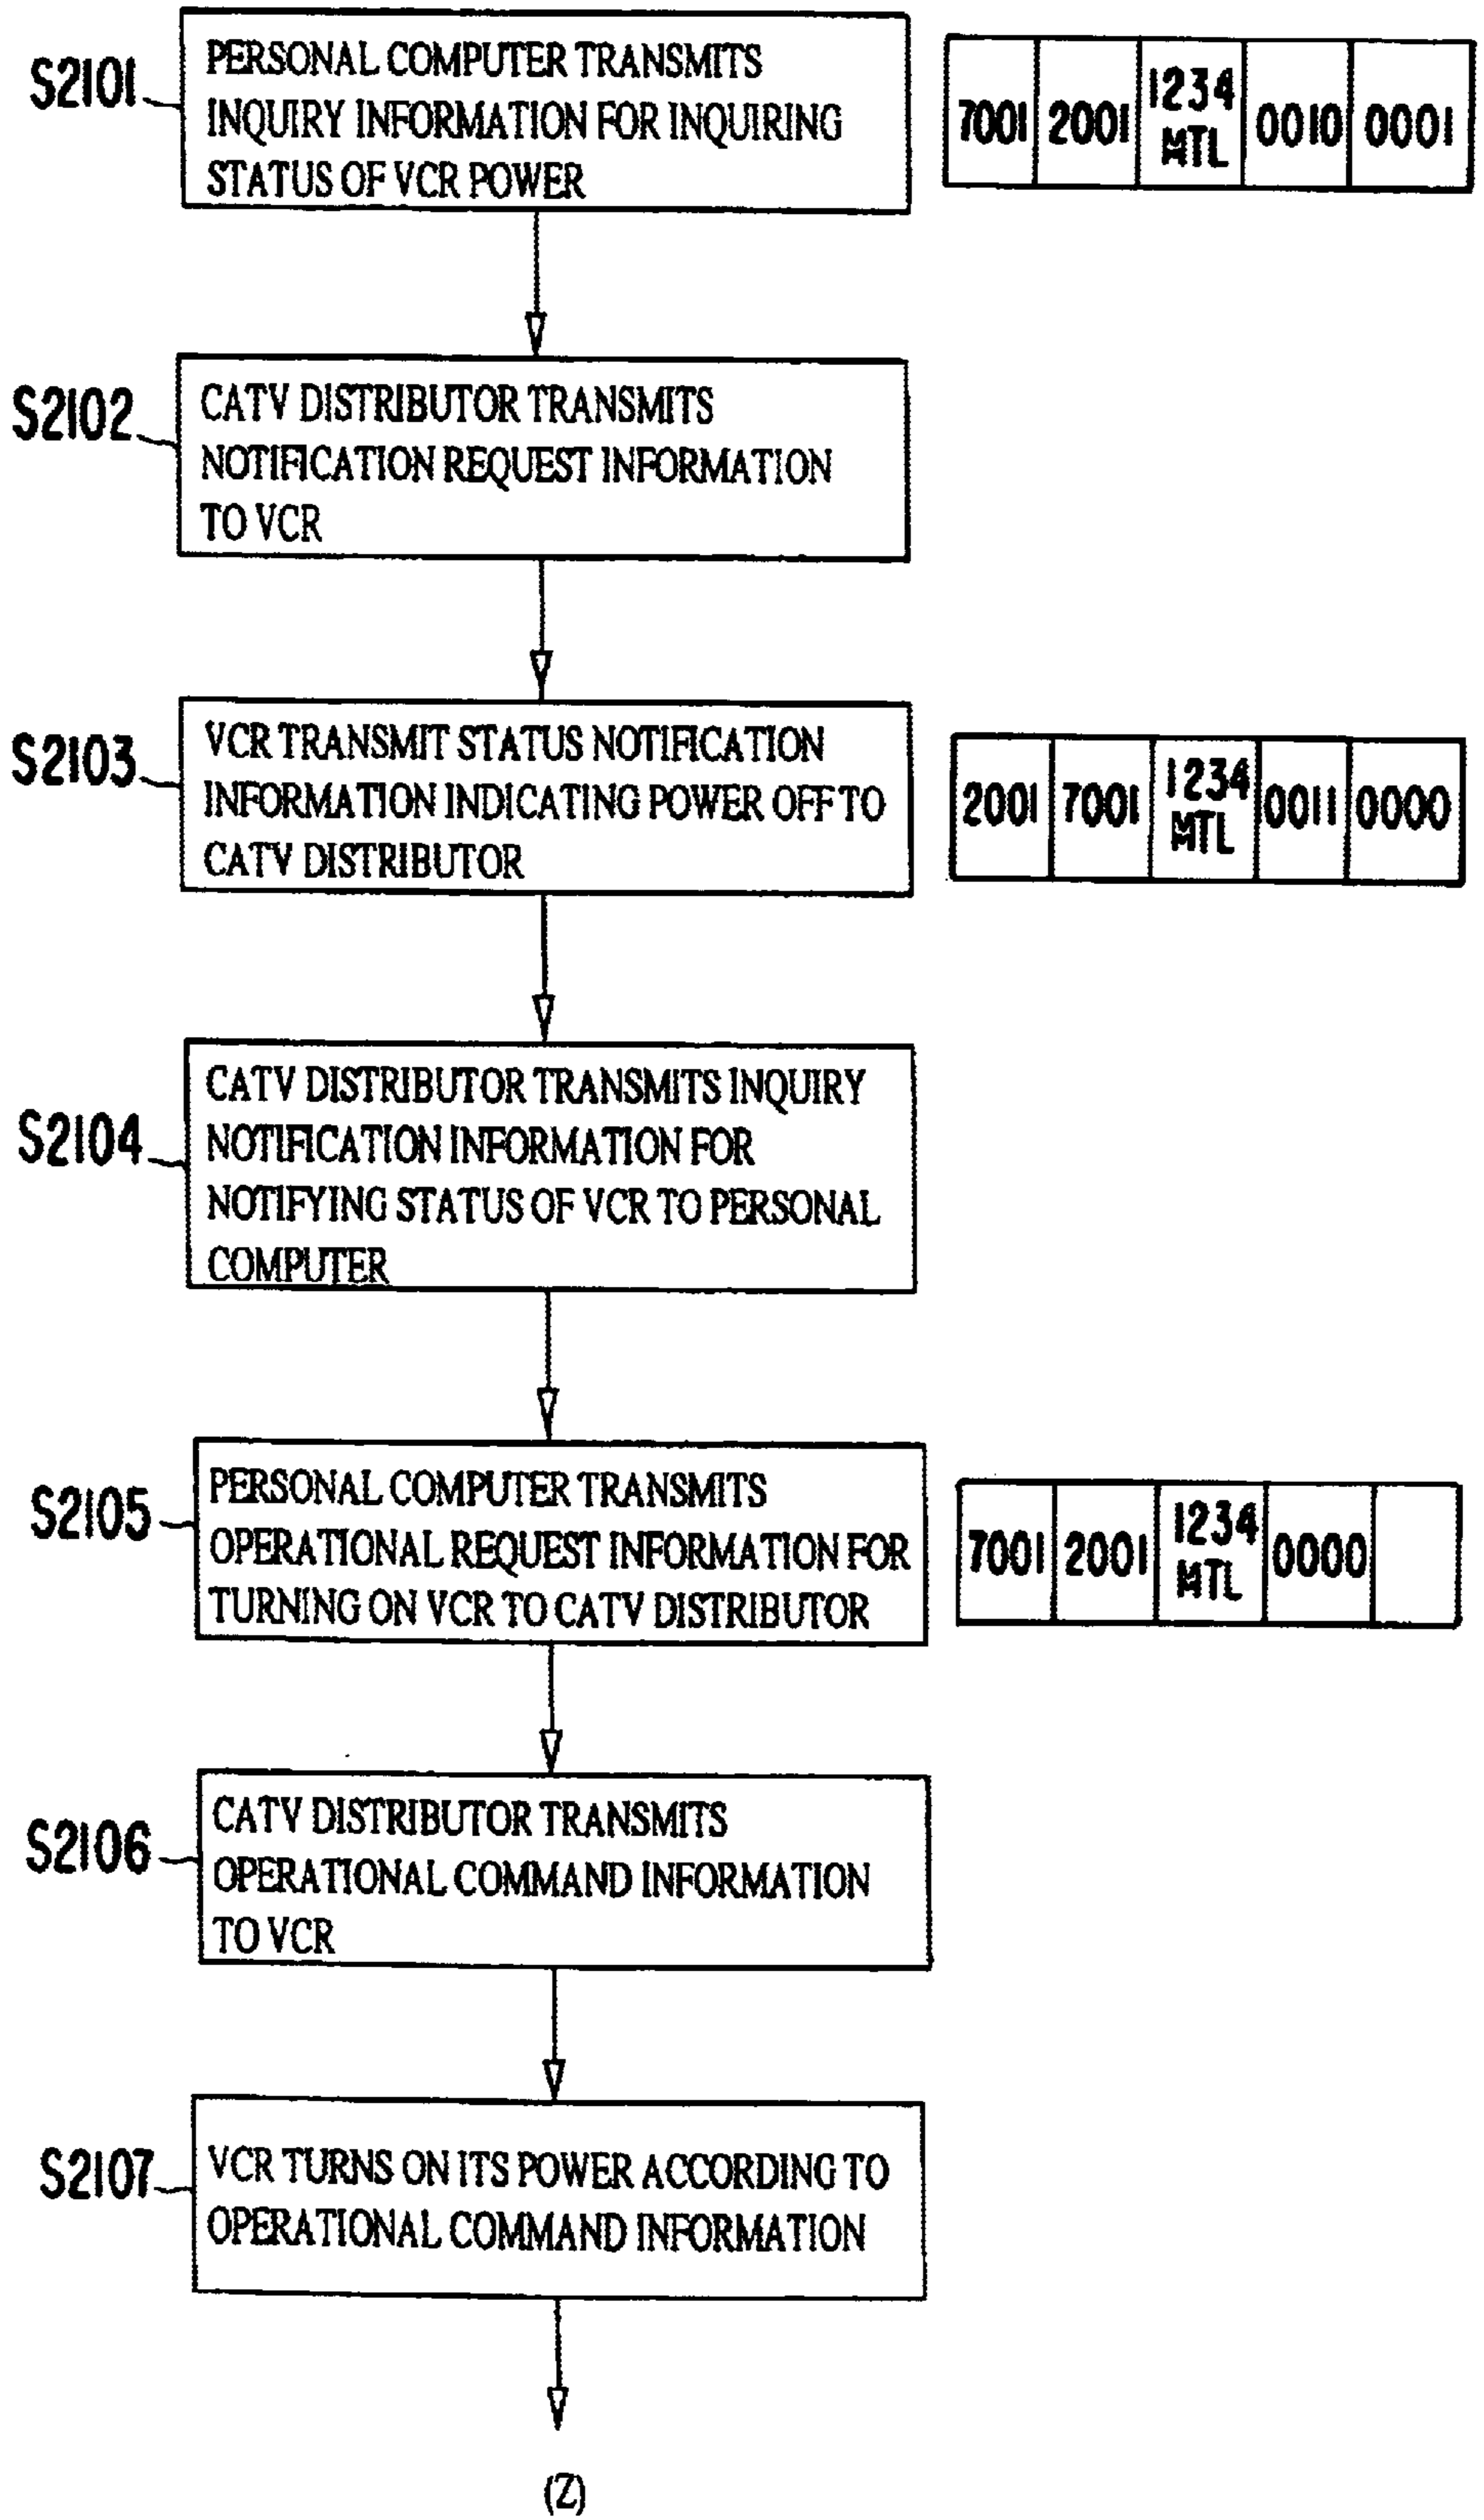 S2101
PERSONAL COMPUTER TRANSMITS
INQUIRY INFORMATION FOR INQUIRING
STATUS OF VCR POWER
7001 2001 1234 MTL 0010 0001
S2102
CATV DISTRIBUTOR TRANSMITS
NOTIFICATION REQUEST INFORMATION
TO VCR
S2103
VCR TRANSMIT STATUS NOTIFICATION
INFORMATION INDICATING POWER OFF TO
CATV DISTRIBUTOR
2001 7001 1234 MTL 0011 0000
S2104
CATV DISTRIBUTOR TRANSMITS INQUIRY
NOTIFICATION INFORMATION FOR
NOTIFYING STATUS OF VCR TO PERSONAL
COMPUTER
S2105
PERSONAL COMPUTER TRANSMITS
OPERATIONAL REQUEST INFORMATION FOR
TURNING ON VCR TO CATV DISTRIBUTOR
7001 2001 1234 MTL 0000
S2106
CATV DISTRIBUTOR TRANSMITS
OPERATIONAL COMMAND INFORMATION
TO VCR
S2107
VCR TURNS ON ITS POWER ACCORDING TO
OPERATIONAL COMMAND INFORMATION
(Z)